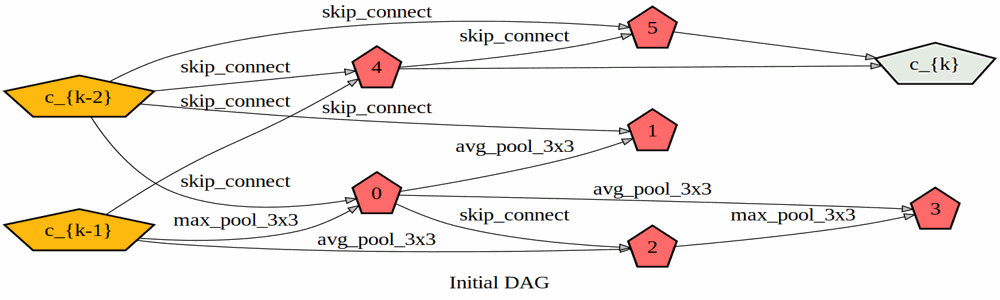 skip_connect
5
skip_connect
c_{k}
skip_connect
4
c_{k-2}
skip_connect
skip_connect
1
avg_pool_3x3
skip_connect
0
avg_pool_3x3
3
max_pool_3x3
skip_connect
max_pool_3x3
c_{k-1}
avg_pool_3x3
2
Initial DAG